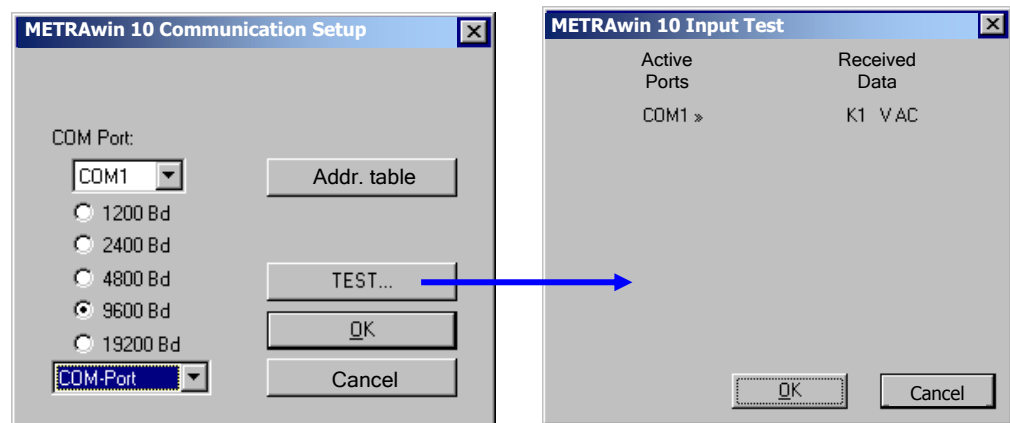 METRAwin 10 Communication Setup
COM Port:
COM1
Addr. table
1200 Bd
2400 Bd
4800 Bd
TEST...
9600 Bd
OK
19200 Bd
COM-Port
Cancel
METRAwin 10 Input Test
Active Ports
Received Data
COM1 »
K1 V AC
OK
Cancel